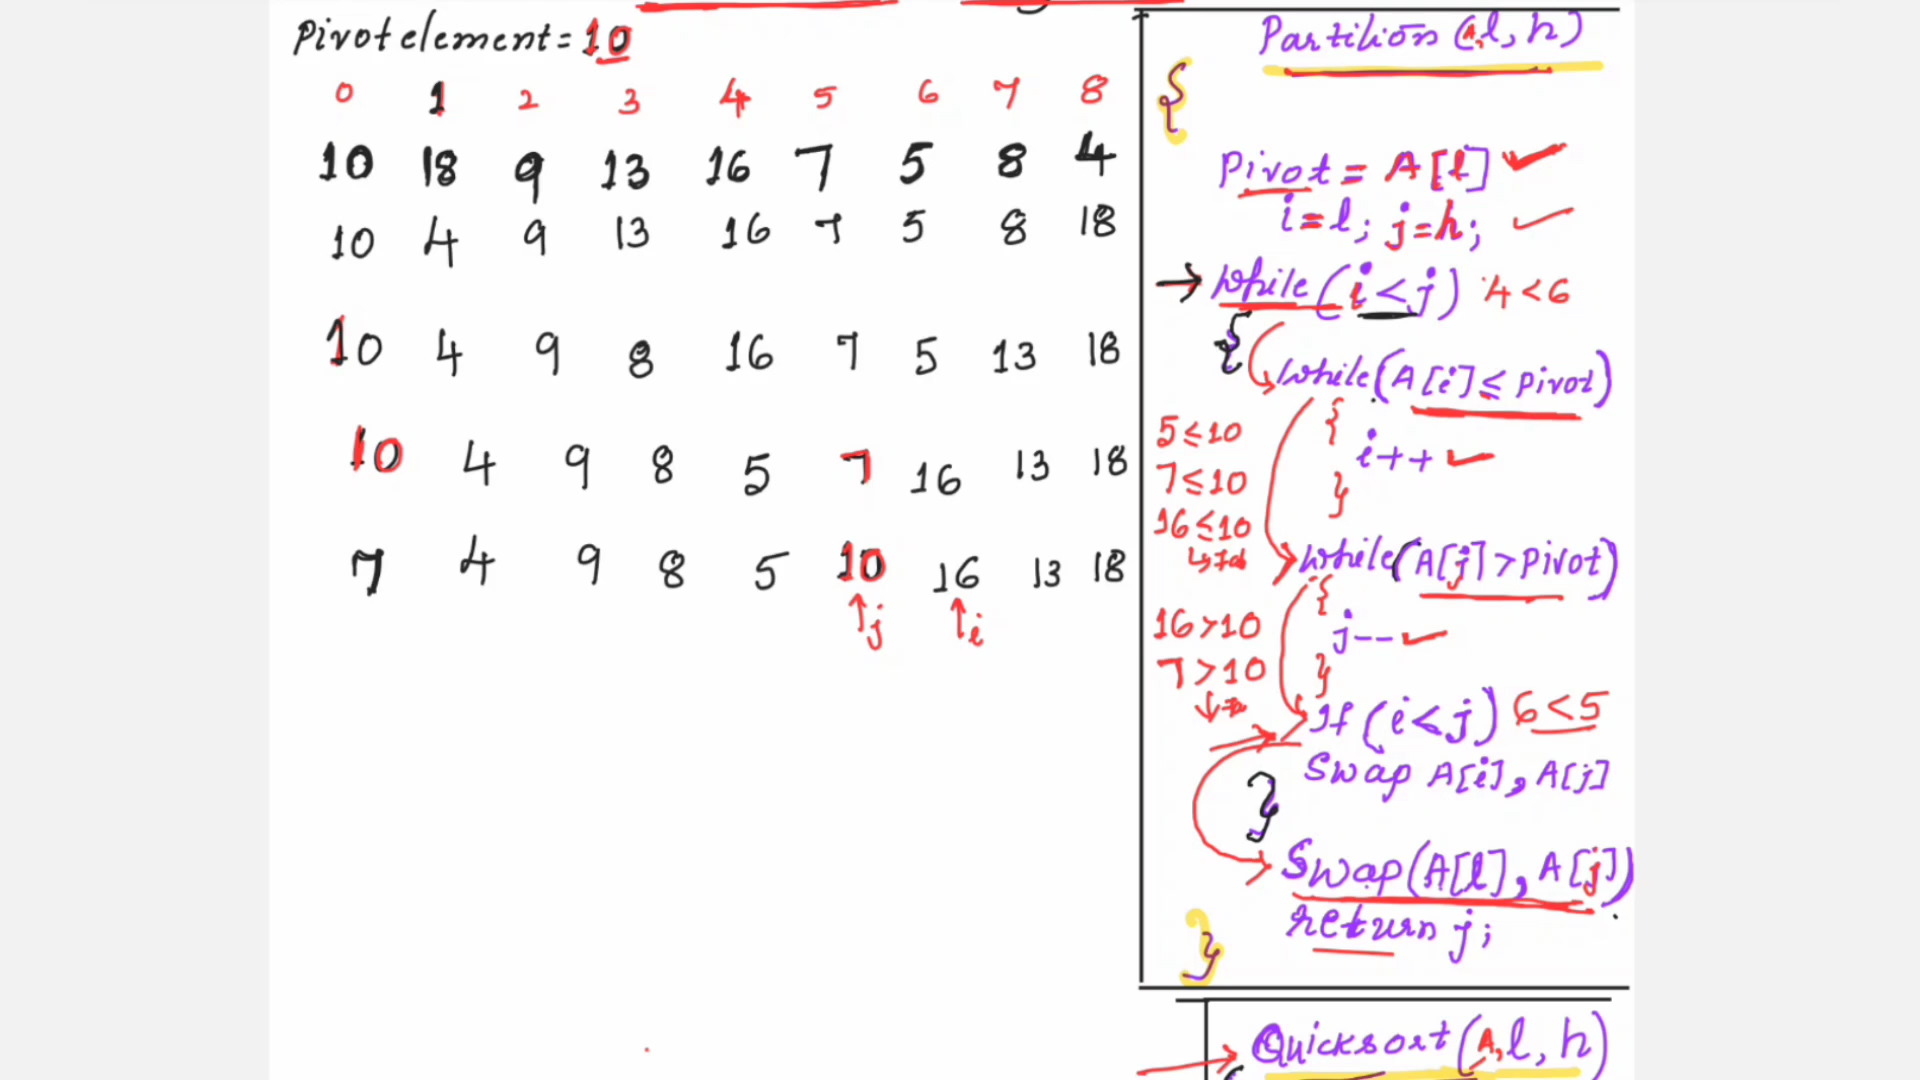 Pivot element = 10
0 1 2 3 4 5 6 7 8
10 18 9 13 16 7 5 8 4
10 4 9 13 16 7 5 8 18
10 4 9 8 16 7 5 13 18
10 4 9 8 5 7 16 13 18
7 4 9 8 5 10 16 13 18
↑j ↑i
Partition (A, l, h)
{
Pivot = A[l]
i = l; j = h;
→ while (i < j) 4 < 6
{
while (A[i] ≤ pivot)
{
i++
}
5 ≤ 10
7 ≤ 10
16 ≤ 10
while (A[j] > pivot)
{
j--
}
16 > 10
7 > 10
If (i < j) 6 < 5
Swap A[i], A[j]
}
Swap (A[l], A[j])
return j;
}
Quicksort (A, l, h)
{